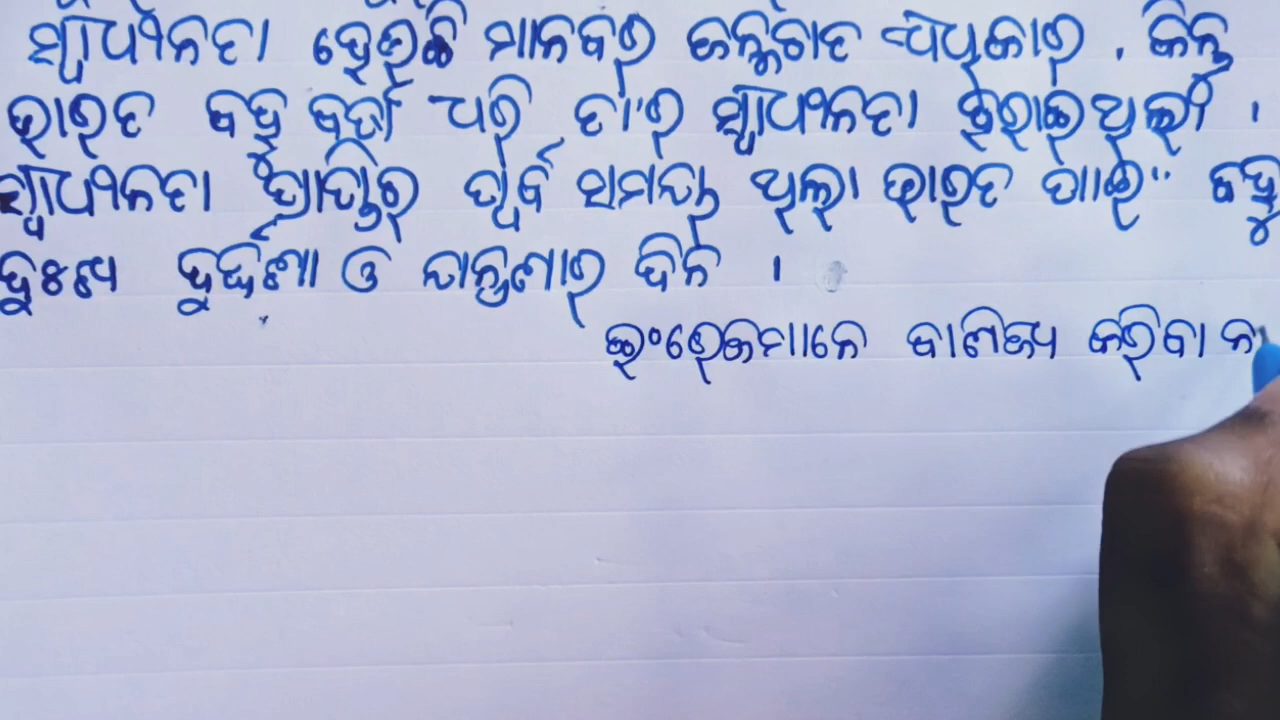 ସ୍ୱାଧୀନତା ହେଉଛି ମାନବର ଜନ୍ମଗତ ଅଧିକାର . କିନ୍ତୁ
ଭାରତ ବହୁ ବର୍ଷ ଧରି ତା'ର ସ୍ୱାଧୀନତା ହରାଇଥିଲା ।
ସ୍ୱାଧୀନତା ପ୍ରାପ୍ତିର ପୂର୍ବ ସମୟ ଥିଲା ଭାରତ ପାଇଁ ବହୁ
ଦୁଃଖ ଦୁର୍ଦ୍ଦଶା ଓ ଯନ୍ତ୍ରଣାର ଦିନ ।
ଇଂରେଜମାନେ ବାଣିଜ୍ୟ କରିବା